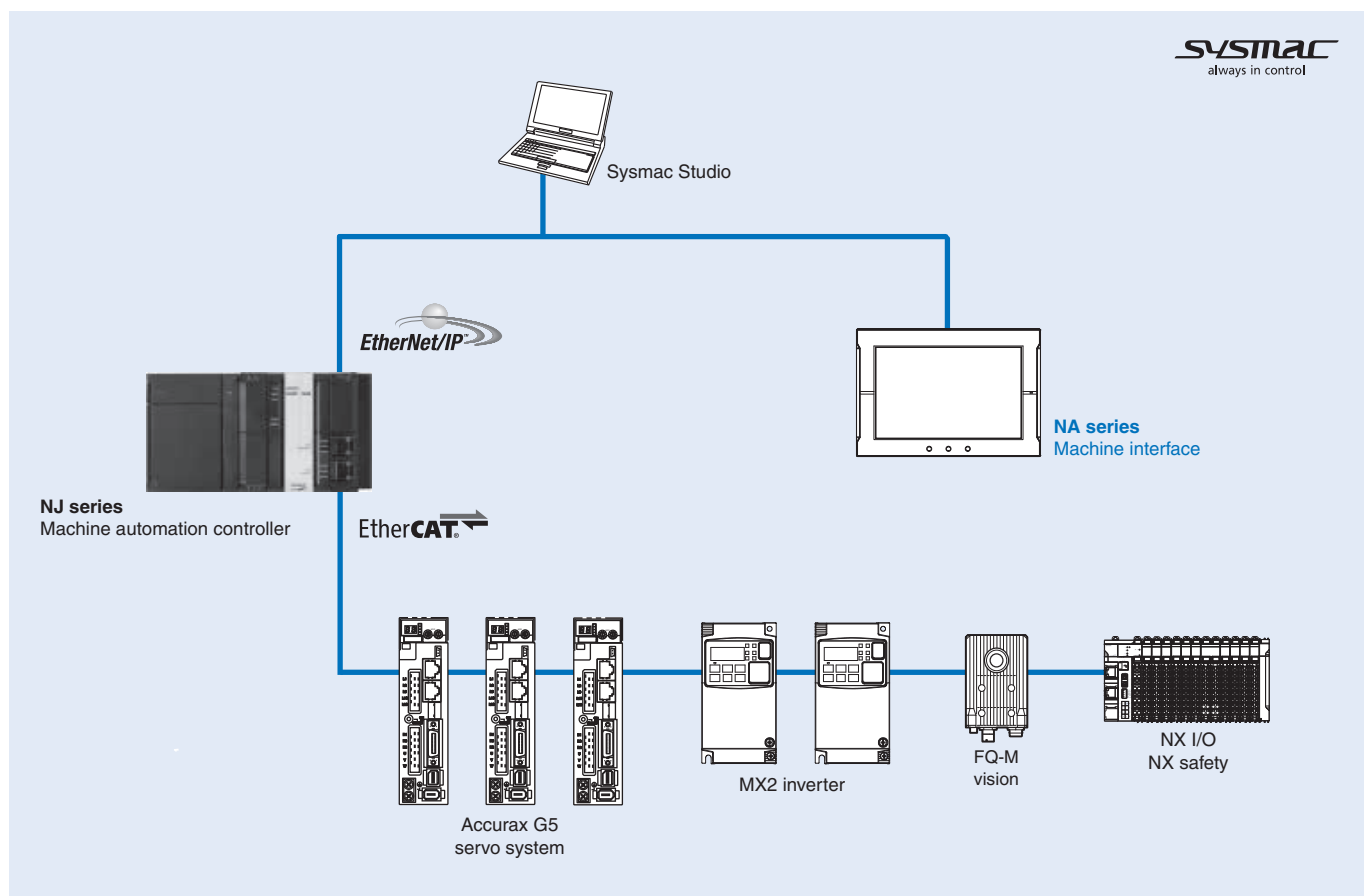 sysmac
always in control
Sysmac Studio
EtherNet/IP™
NA series
Machine interface
NJ series
Machine automation controller
EtherCAT®
Accurax G5
servo system
MX2 inverter
FQ-M
vision
NX I/O
NX safety